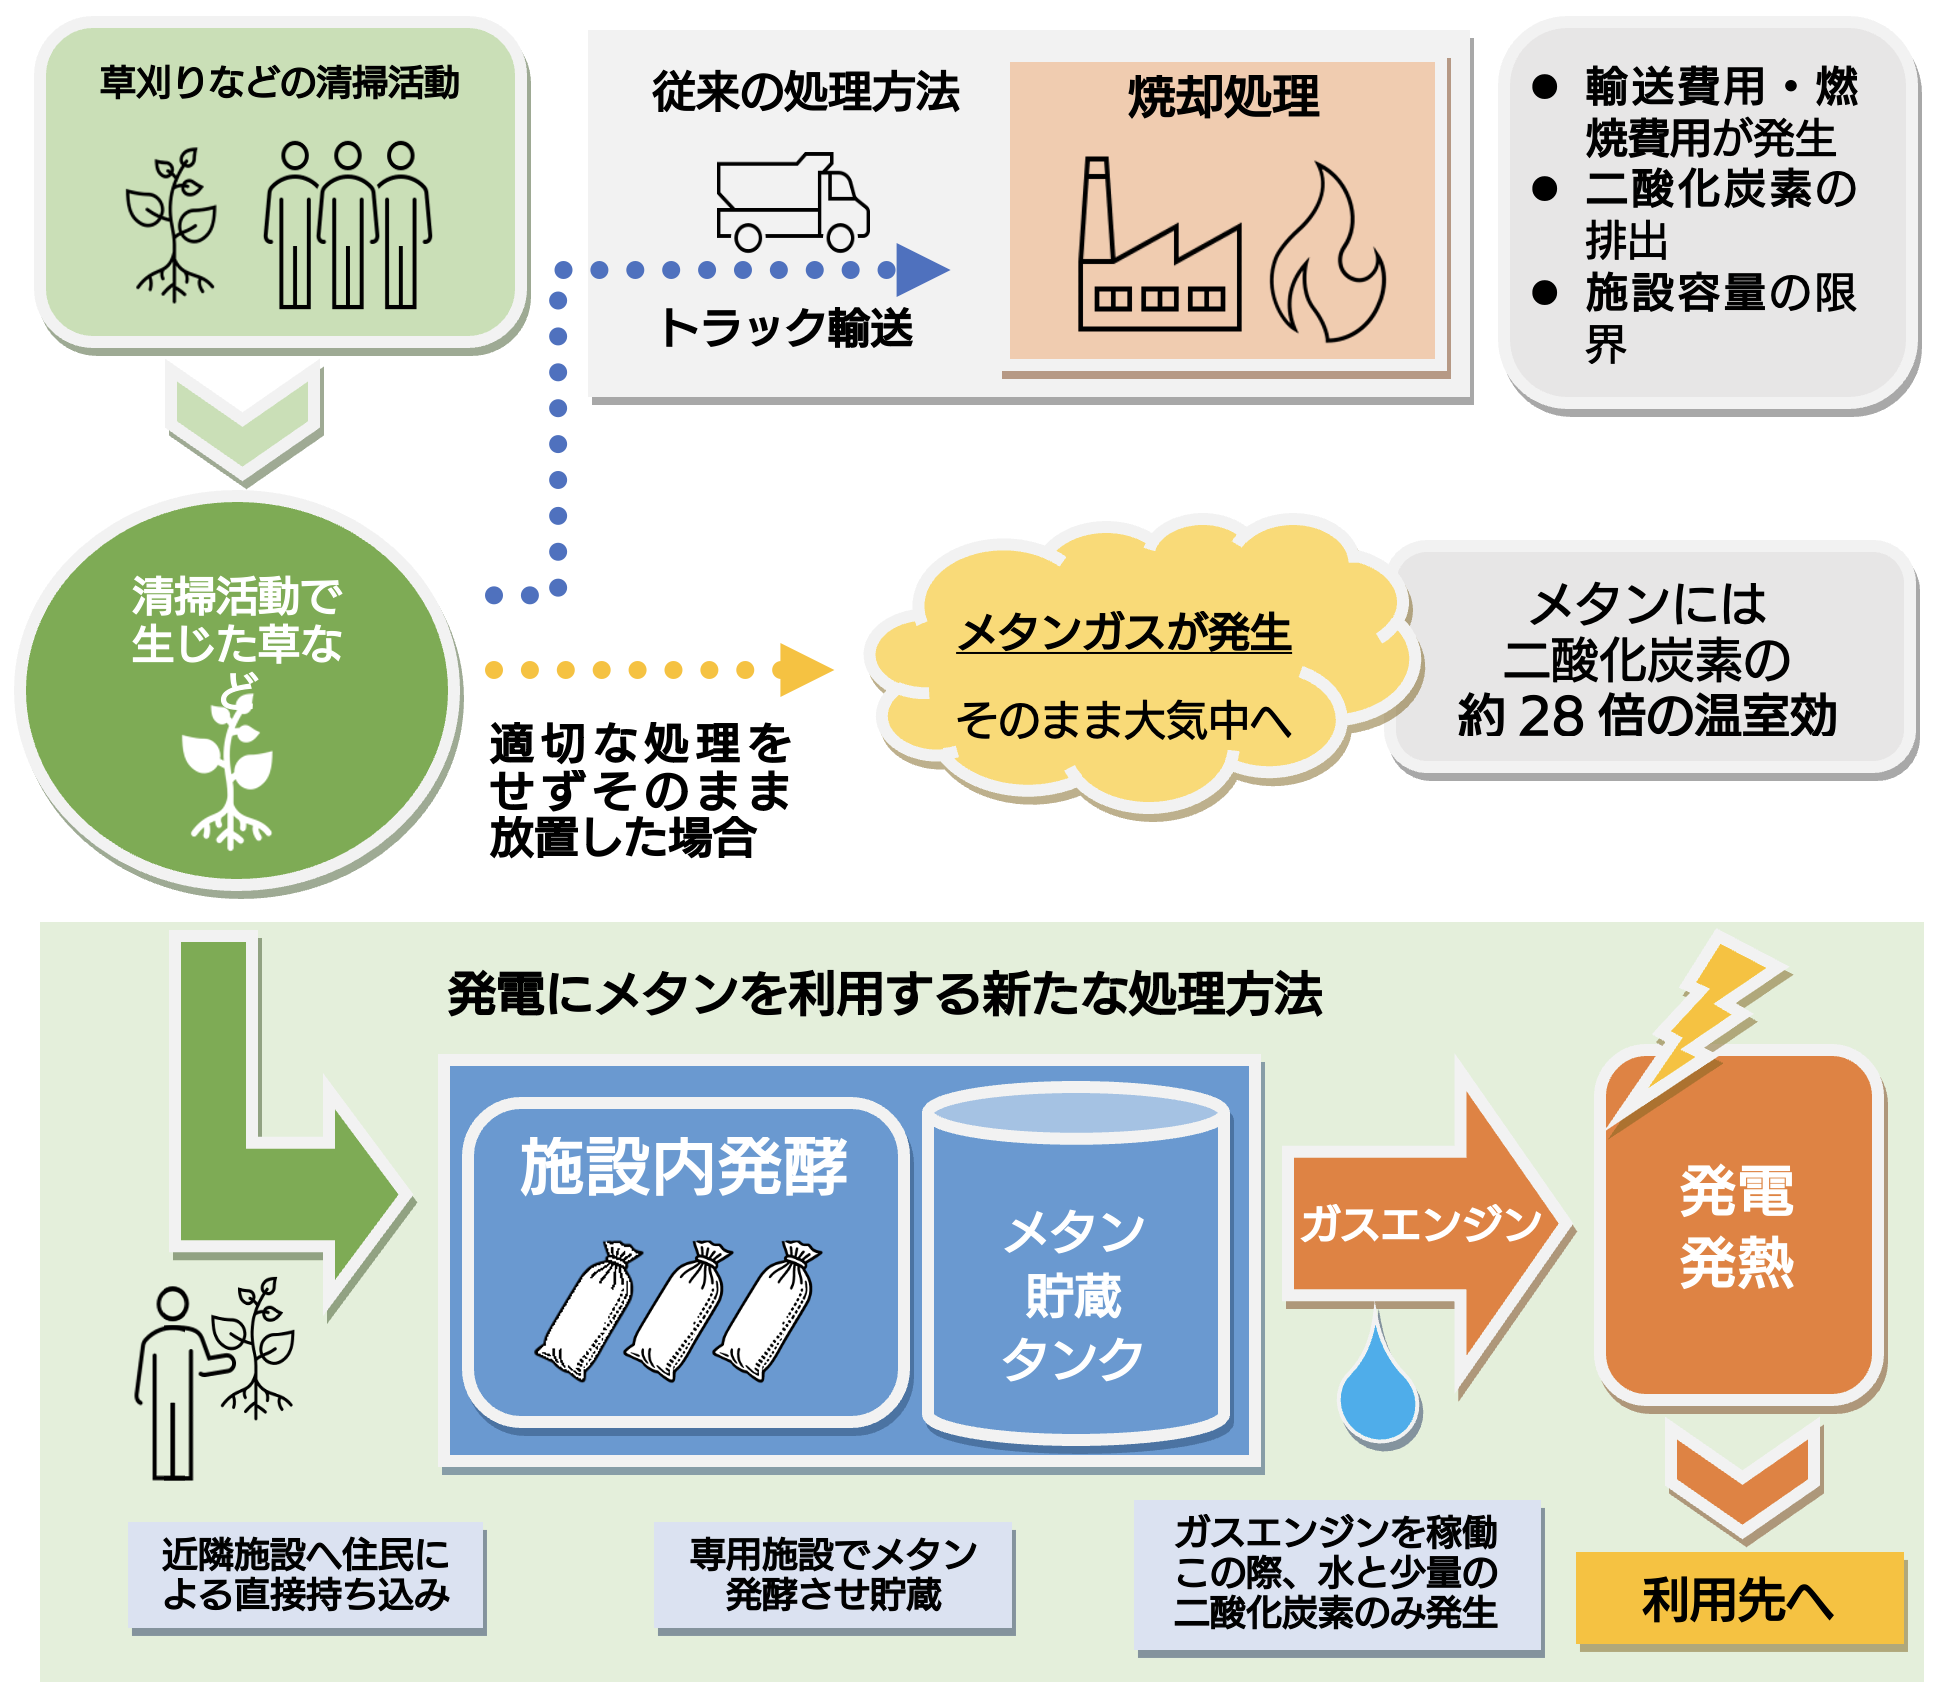 草刈りなどの清掃活動
従来の処理方法
トラック輸送
焼却処理
● 輸送費用・燃
焼費用が発生
● 二酸化炭素の
排出
● 施設容量の限
界
清掃活動で
生じた草な
ど
適切な処理を
せずそのまま
放置した場合
メタンガスが発生
そのまま大気中へ
メタンには
二酸化炭素の
約 28 倍の温室効
発電にメタンを利用する新たな処理方法
施設内発酵
メタン
貯蔵
タンク
ガスエンジン
発電
発熱
近隣施設へ住民に
よる直接持ち込み
専用施設でメタン
発酵させ貯蔵
ガスエンジンを稼働
この際、水と少量の
二酸化炭素のみ発生
利用先へ